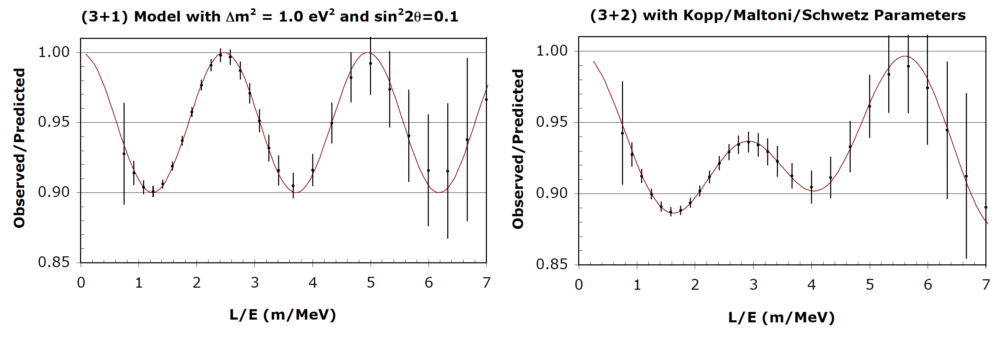 (3+1) Model with Δm² = 1.0 eV² and sin²2θ=0.1
Observed/Predicted
1.00
0.95
0.90
0.85
0 1 2 3 4 5 6 7
L/E (m/MeV)
(3+2) with Kopp/Maltoni/Schwetz Parameters
Observed/Predicted
1.00
0.95
0.90
0.85
0 1 2 3 4 5 6 7
L/E (m/MeV)